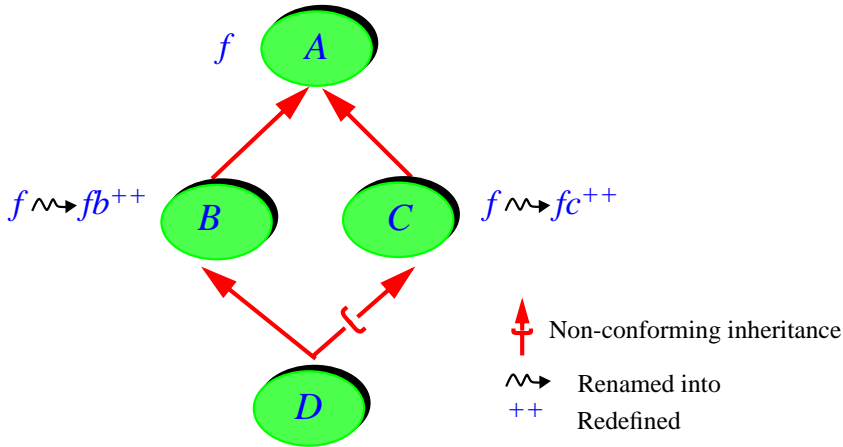 f A
f fb++ B C f fc++
Non-conforming inheritance
Renamed into
D ++ Redefined